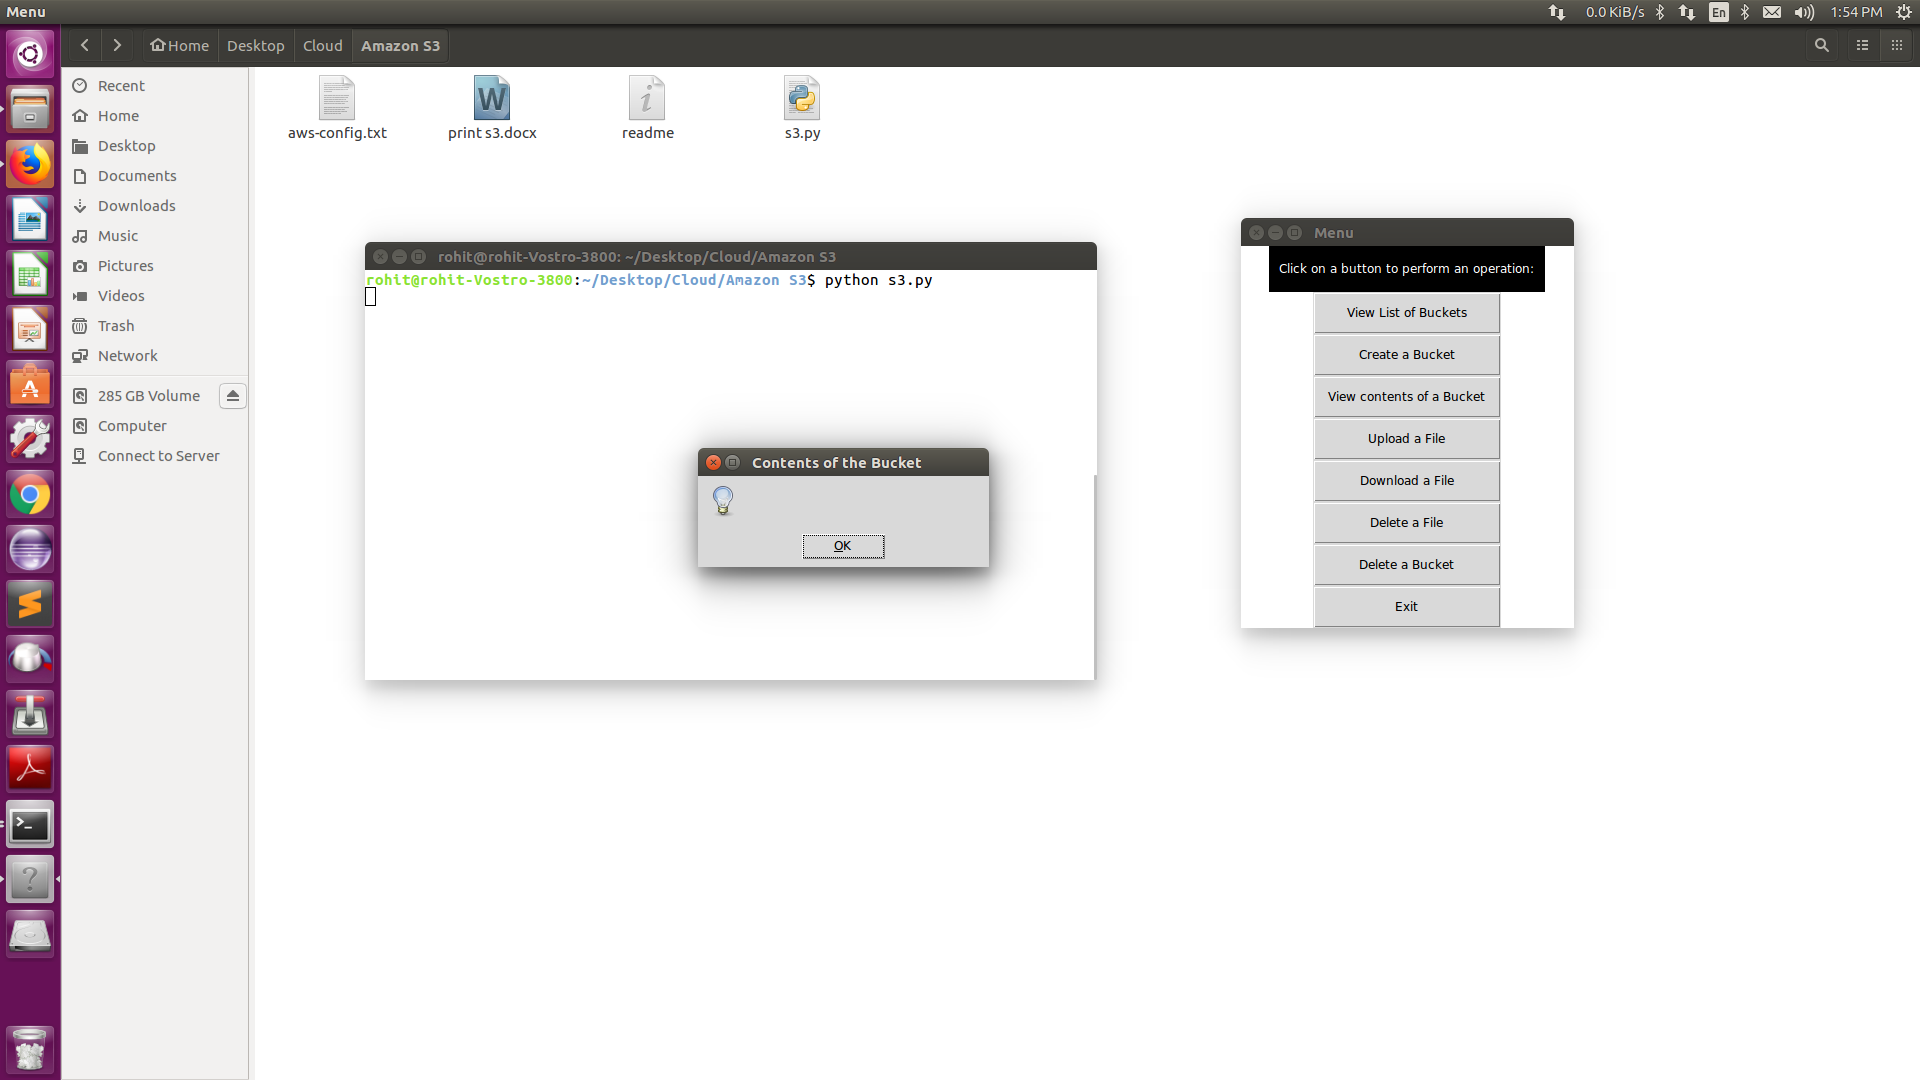 Menu
0.0 KiB/s
En
1:54 PM
Home
Desktop
Cloud
Amazon S3
Recent
Home
Desktop
Documents
Downloads
Music
Pictures
Videos
Trash
Network
285 GB Volume
Computer
Connect to Server
aws-config.txt
print s3.docx
readme
s3.py
rohit@rohit-Vostro-3800: ~/Desktop/Cloud/Amazon S3
rohit@rohit-Vostro-3800:~/Desktop/Cloud/Amazon S3$ python s3.py
Contents of the Bucket
OK
Menu
Click on a button to perform an operation:
View List of Buckets
Create a Bucket
View contents of a Bucket
Upload a File
Download a File
Delete a File
Delete a Bucket
Exit